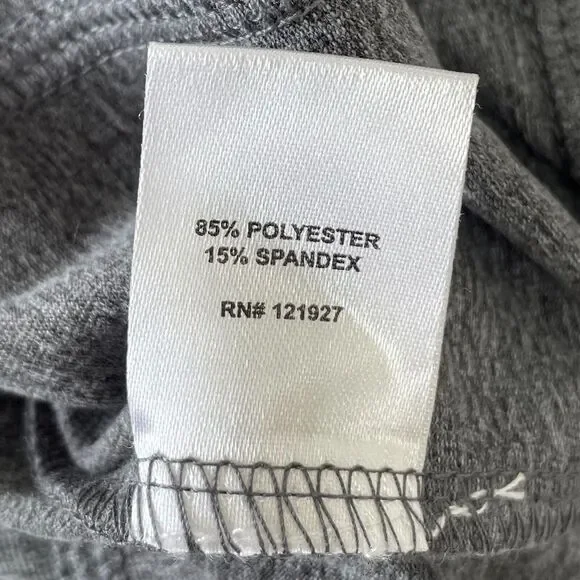 85% POLYESTER
15% SPANDEX
RN# 121927